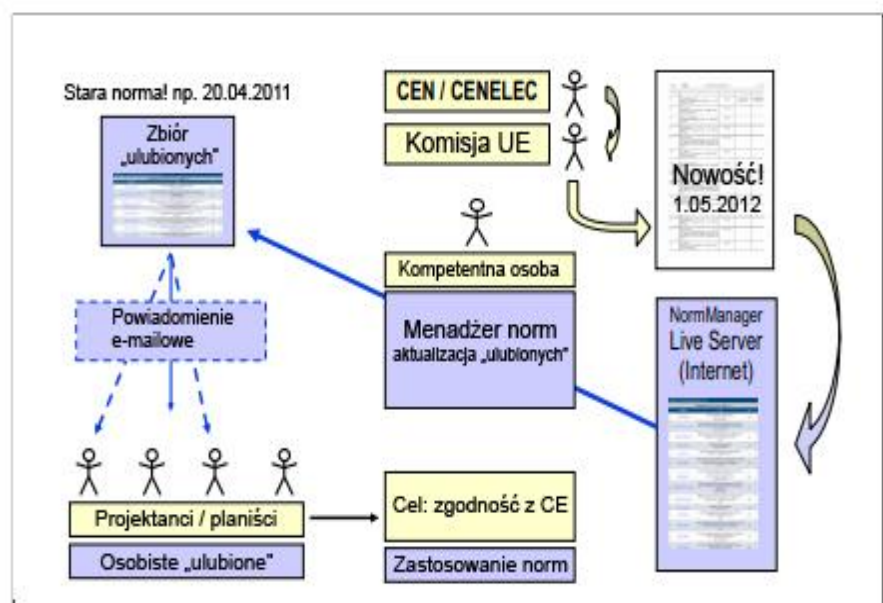 Stara norma! np. 20.04.2011
Zbiór
„ulubionych”
CEN / CENELEC
Komisja UE
Nowość!
1.05.2012
Kompetentna osoba
Menadżer norm
aktualizacja „ulubionych”
NormManager
Live Server
(Internet)
Powiadomienie
e-mailowe
Projektanci / planiści
Osobiste „ulubione”
Cel: zgodność z CE
Zastosowanie norm